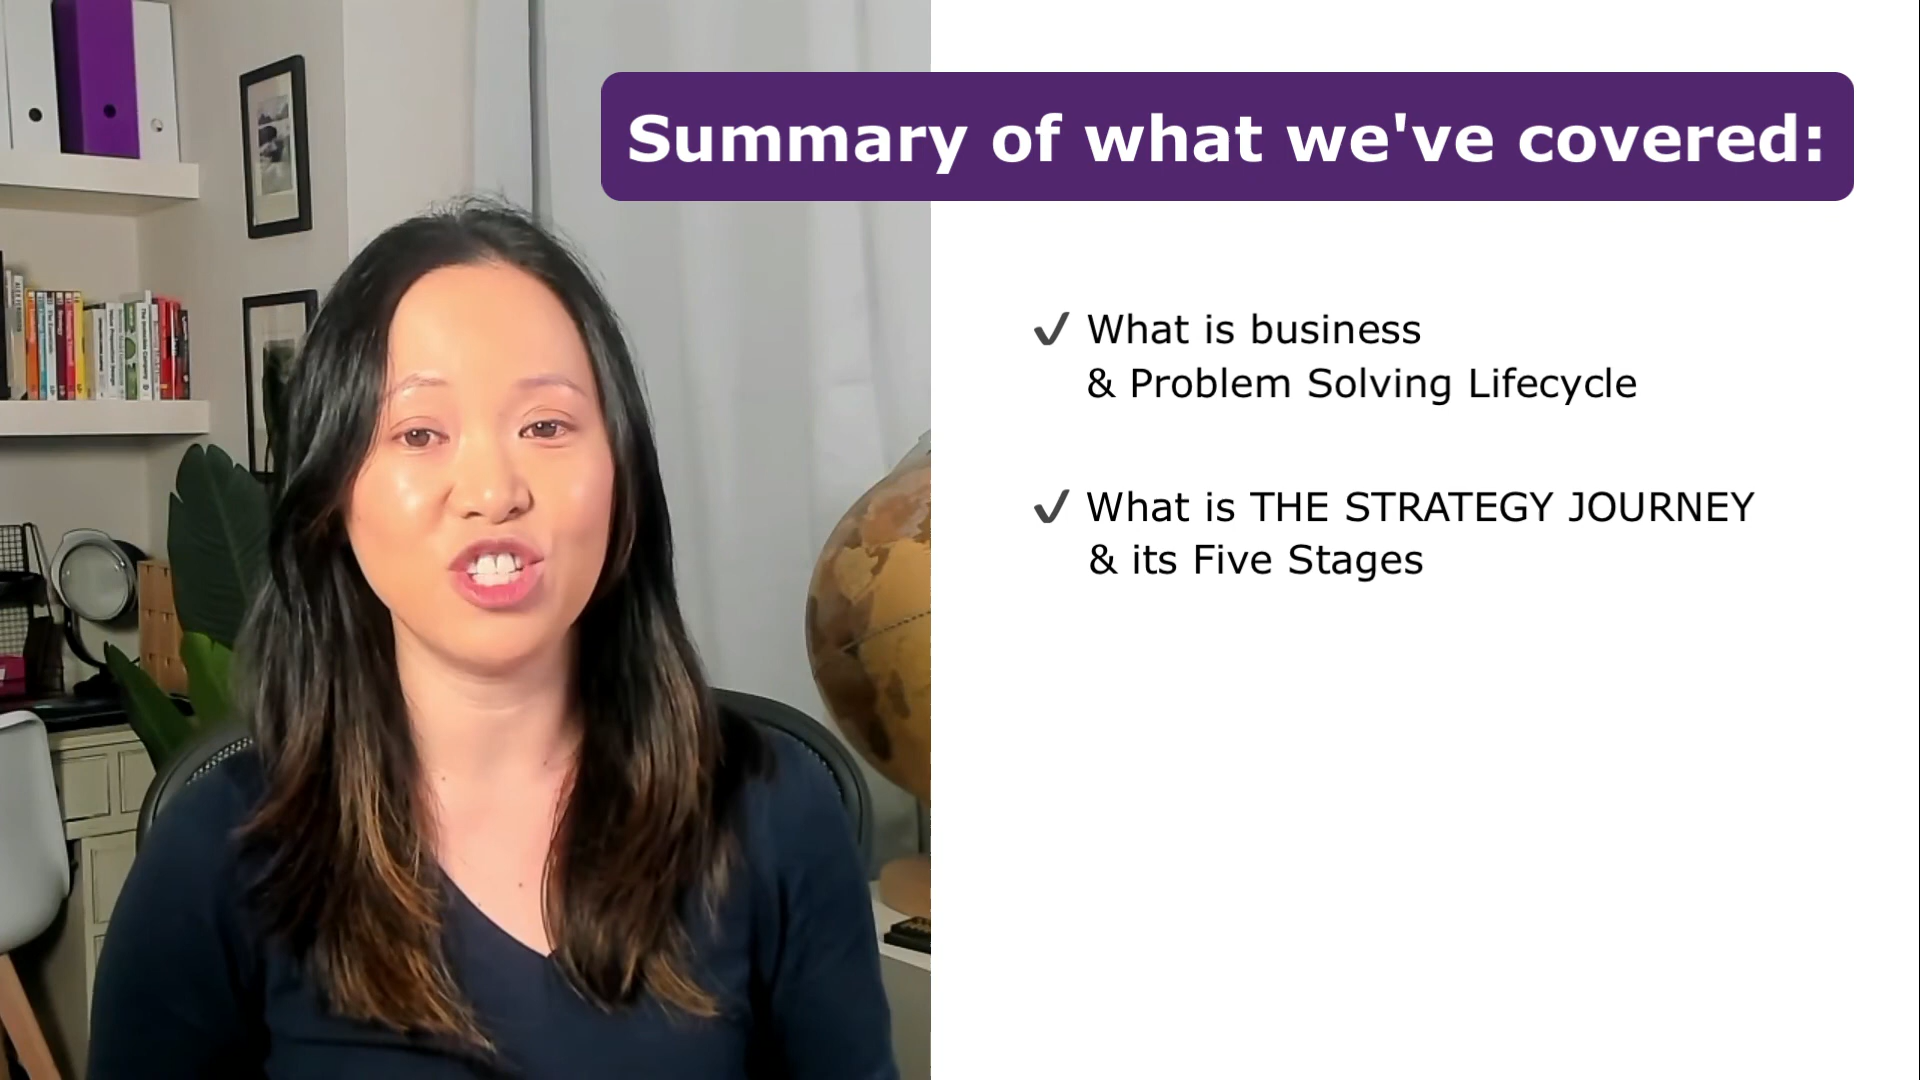 Summary of what we've covered:
✓ What is business
& Problem Solving Lifecycle
✓ What is THE STRATEGY JOURNEY
& its Five Stages